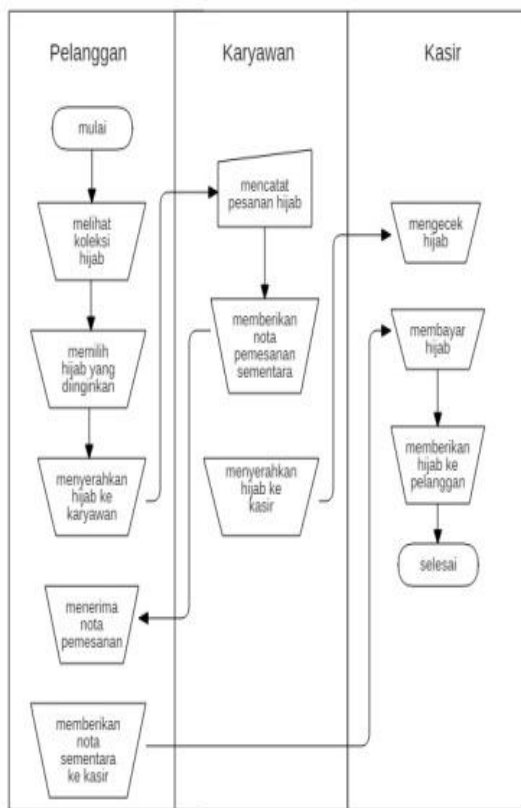 Pelanggan
Karyawan
Kasir
mulai
melihat
koleksi
hijab
memilih
hijab yang
diinginkan
menyerahkan
hijab ke
karyawan
menerima
nota
pemesanan
memberikan
nota
sementara
ke kasir
mencatat
pesanan hijab
memberikan
nota
pemesanan
sementara
menyerahkan
hijab ke
kasir
mengecek
hijab
membayar
hijab
memberikan
hijab ke
pelanggan
selesai